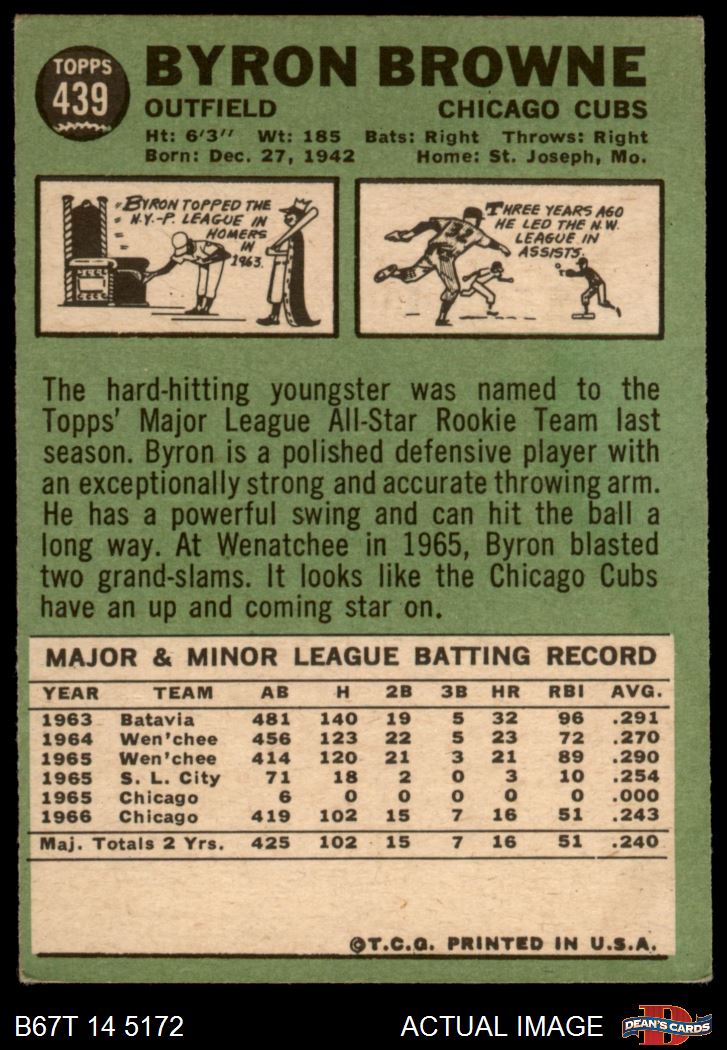 TOPPS
439
BYRON BROWNE
OUTFIELD CHICAGO CUBS
Ht: 6'3" Wt: 185 Bats: Right Throws: Right
Born: Dec. 27, 1942 Home: St. Joseph, Mo.
BYRON TOPPED THE
N.Y.-P. LEAGUE IN
HOMERS
IN
1963.
THREE YEARS AGO
HE LED THE N.W.
LEAGUE IN
ASSISTS.
The hard-hitting youngster was named to the
Topps' Major League All-Star Rookie Team last
season. Byron is a polished defensive player with
an exceptionally strong and accurate throwing arm.
He has a powerful swing and can hit the ball a
long way. At Wenatchee in 1965, Byron blasted
two grand-slams. It looks like the Chicago Cubs
have an up and coming star on.
MAJOR & MINOR LEAGUE BATTING RECORD
YEAR TEAM AB H 2B 3B HR RBI AVG.
1963 Batavia 481 140 19 5 32 96 .291
1964 Wen'chee 456 123 22 5 23 72 .270
1965 Wen'chee 414 120 21 3 21 89 .290
1965 S. L. City 71 18 2 0 3 10 .254
1965 Chicago 6 0 0 0 0 0 .000
1966 Chicago 419 102 15 7 16 51 .243
Maj. Totals 2 Yrs. 425 102 15 7 16 51 .240
©T.C.G. PRINTED IN U.S.A.
B67T 14 5172 ACTUAL IMAGE
DEAN'S CARDS